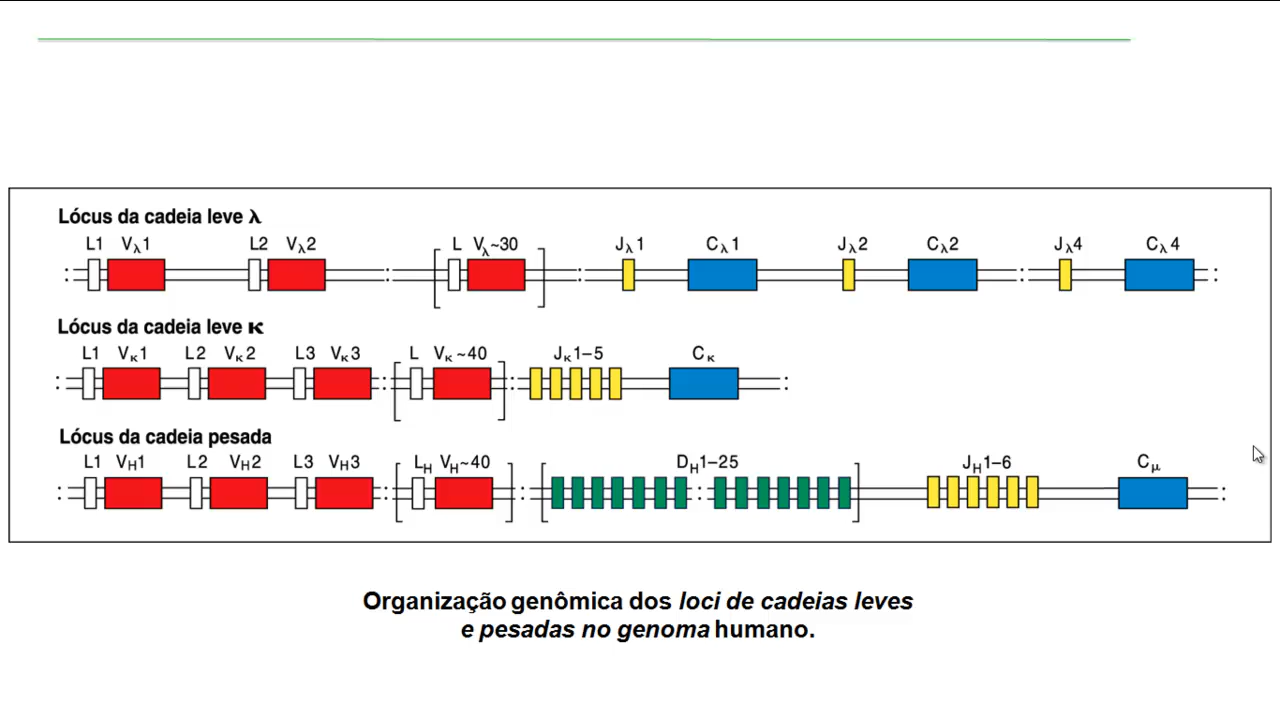 Lócus da cadeia leve λ
L1 Vλ1 L2 Vλ2 L Vλ~30 Jλ1 Cλ1 Jλ2 Cλ2 Jλ4 Cλ4
Lócus da cadeia leve κ
L1 Vκ1 L2 Vκ2 L3 Vκ3 L Vκ~40 Jκ1–5 Cκ
Lócus da cadeia pesada
L1 VH1 L2 VH2 L3 VH3 LH VH~40 DH1–25 JH1–6 Cμ
Organização genômica dos loci de cadeias leves
e pesadas no genoma humano.